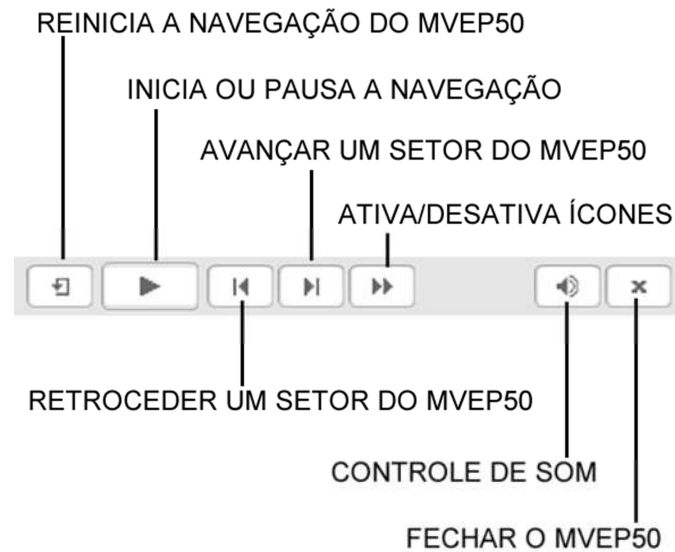 REINICIA A NAVEGAÇÃO DO MVEP50
INICIA OU PAUSA A NAVEGAÇÃO
AVANÇAR UM SETOR DO MVEP50
ATIVA/DESATIVA ÍCONES
RETROCEDER UM SETOR DO MVEP50
CONTROLE DE SOM
FECHAR O MVEP50